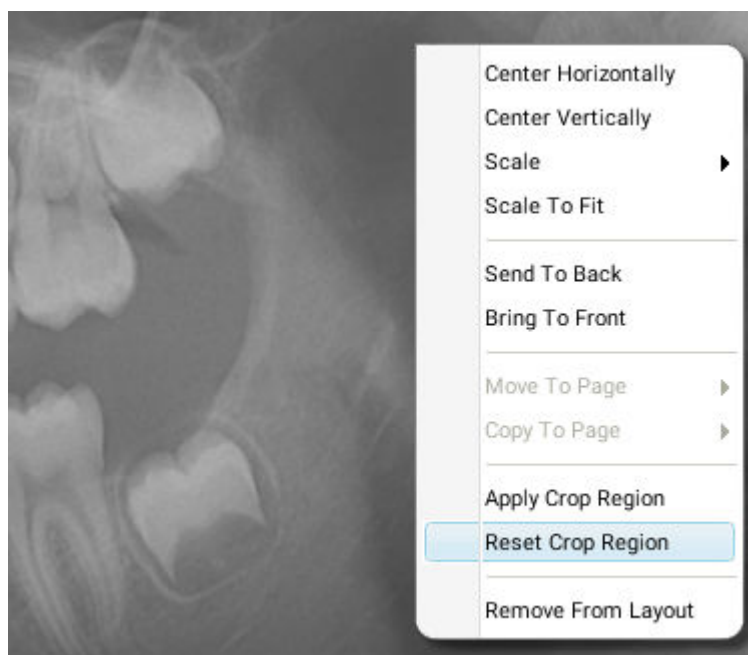 Center Horizontally
Center Vertically
Scale
Scale To Fit
Send To Back
Bring To Front
Move To Page
Copy To Page
Apply Crop Region
Reset Crop Region
Remove From Layout